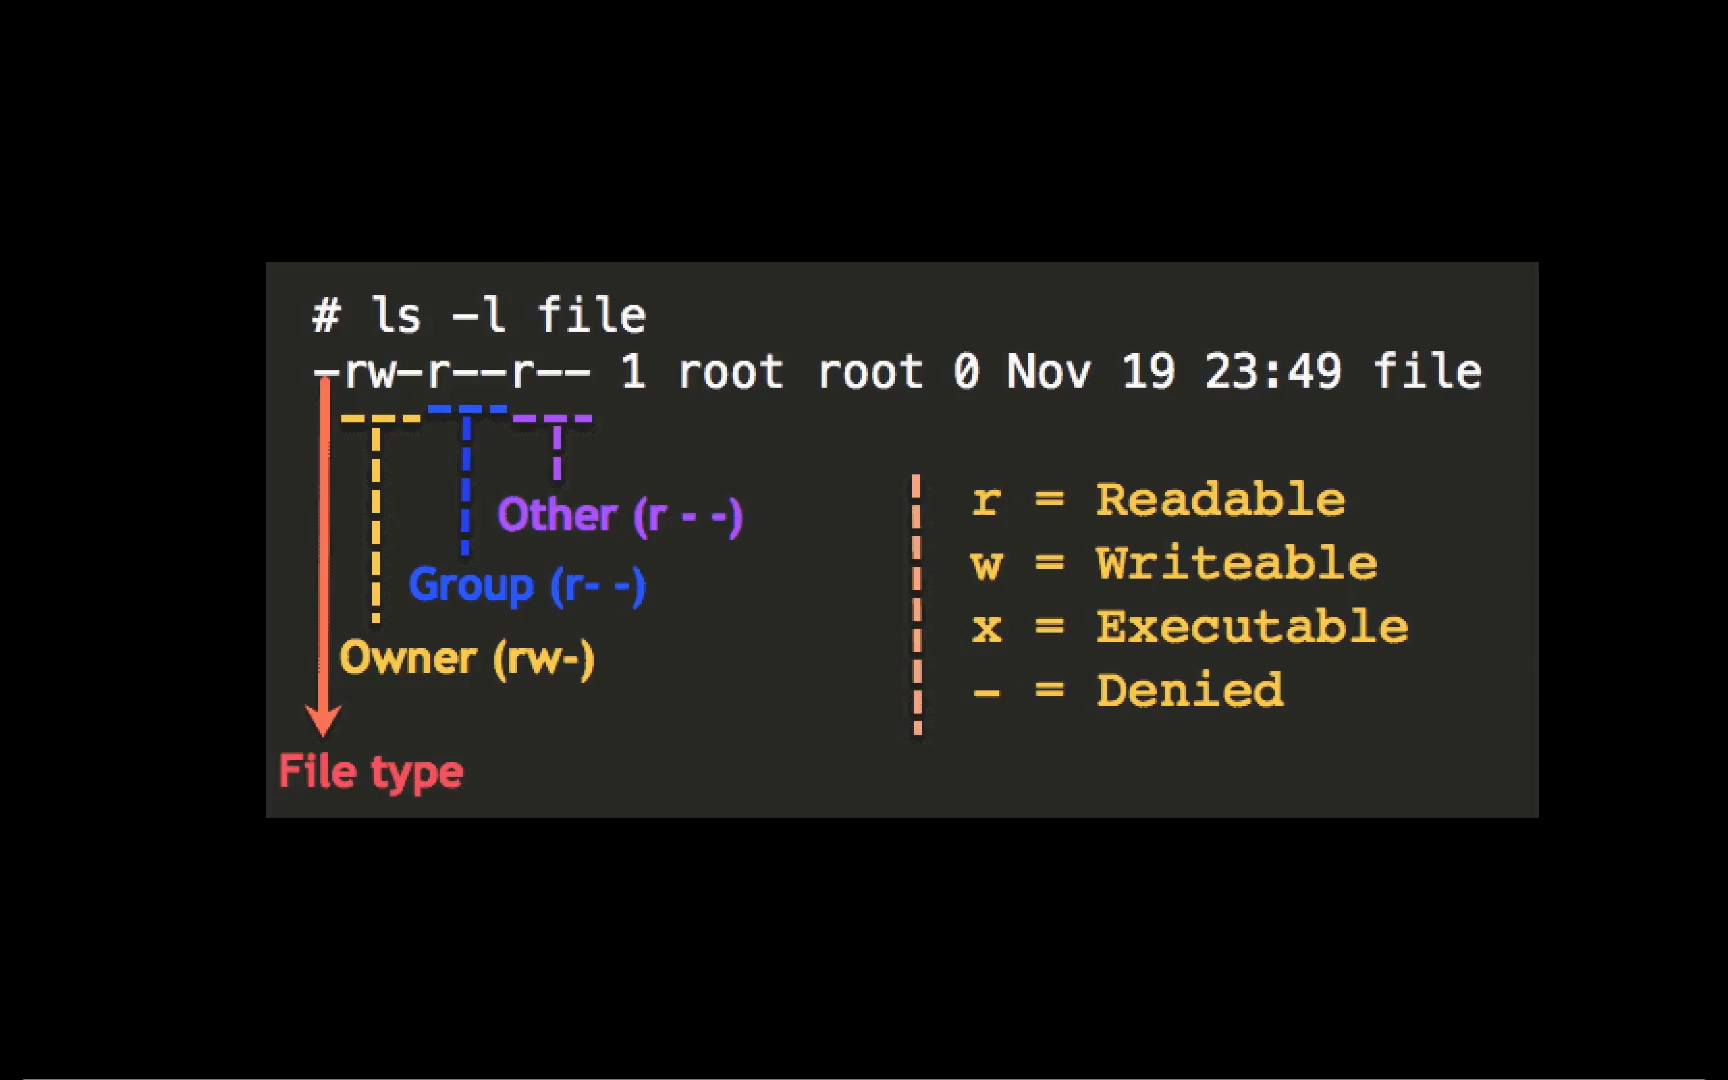 # ls -l file
-rw-r--r-- 1 root root 0 Nov 19 23:49 file
Other (r - -)
Group (r- -)
Owner (rw-)
File type
r = Readable
w = Writeable
x = Executable
- = Denied